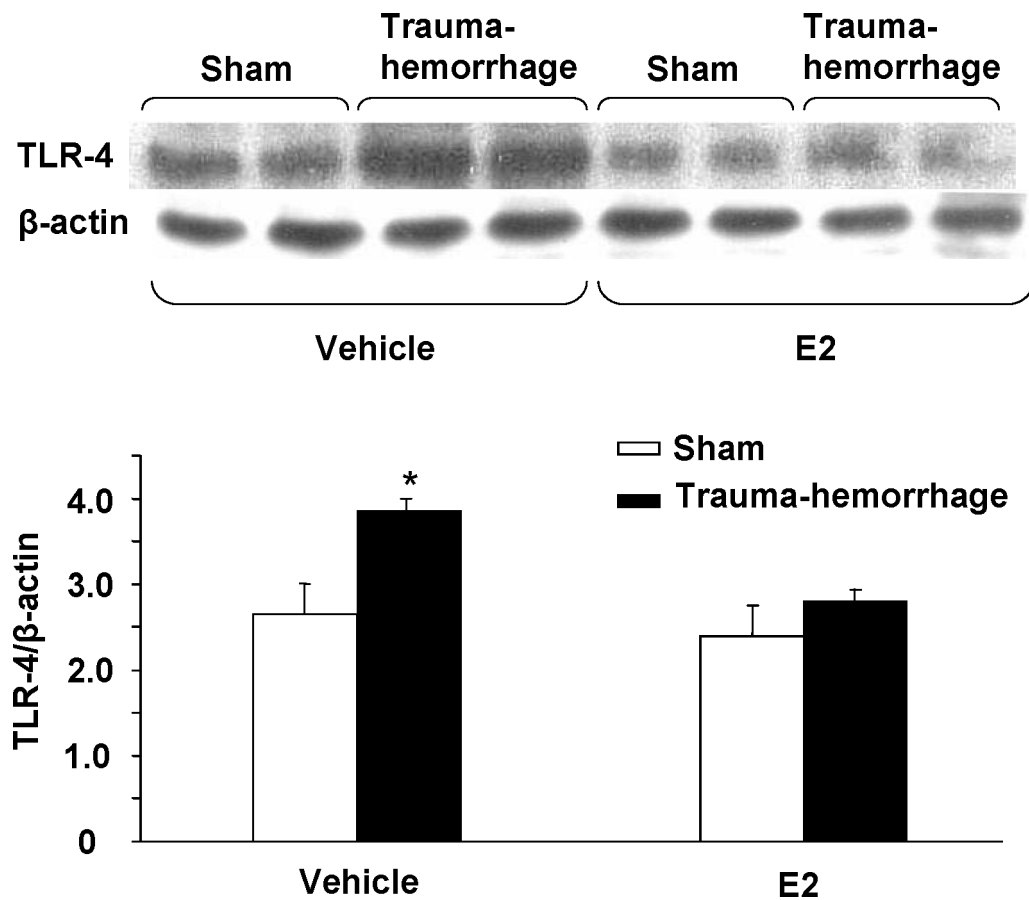 Sham
Trauma-
hemorrhage
Sham
Trauma-
hemorrhage
TLR-4
β-actin
Vehicle
E2
Sham
Trauma-hemorrhage
*
4.0
3.0
2.0
1.0
0
TLR-4/β-actin
Vehicle
E2